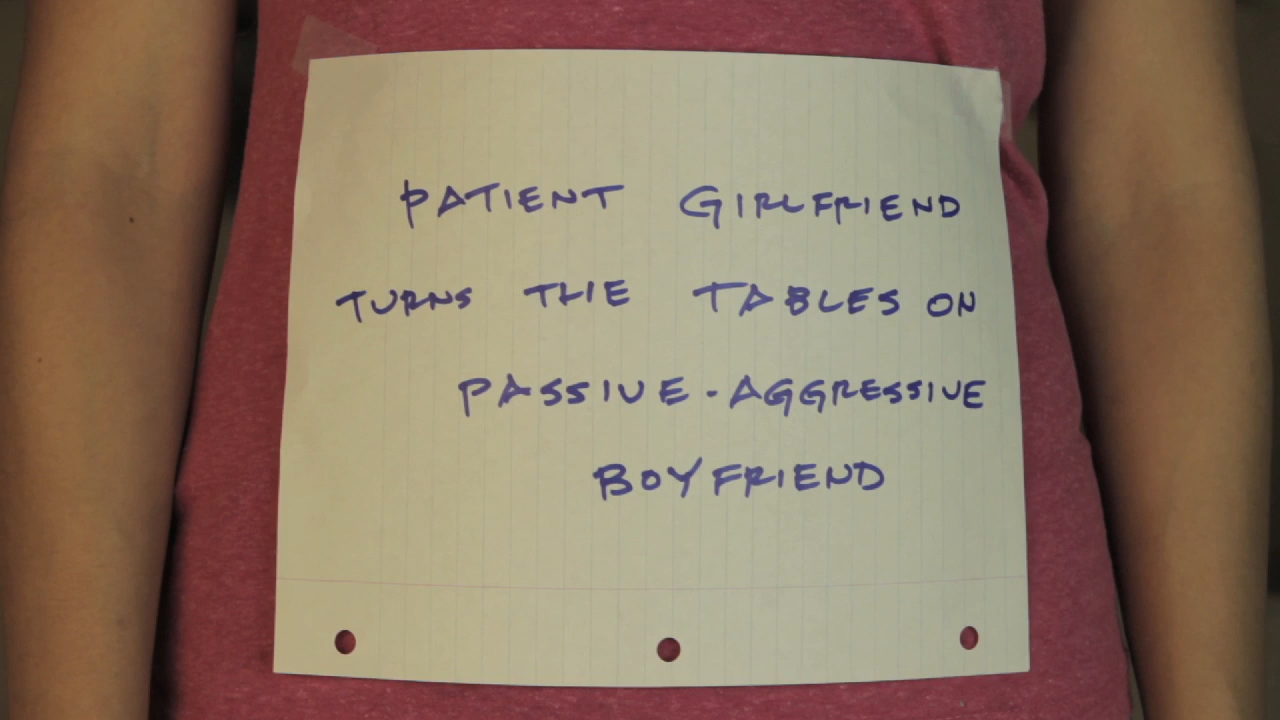 PATIENT GIRLFRIEND
TURNS THE TABLES ON
PASSIVE-AGGRESSIVE
BOYFRIEND